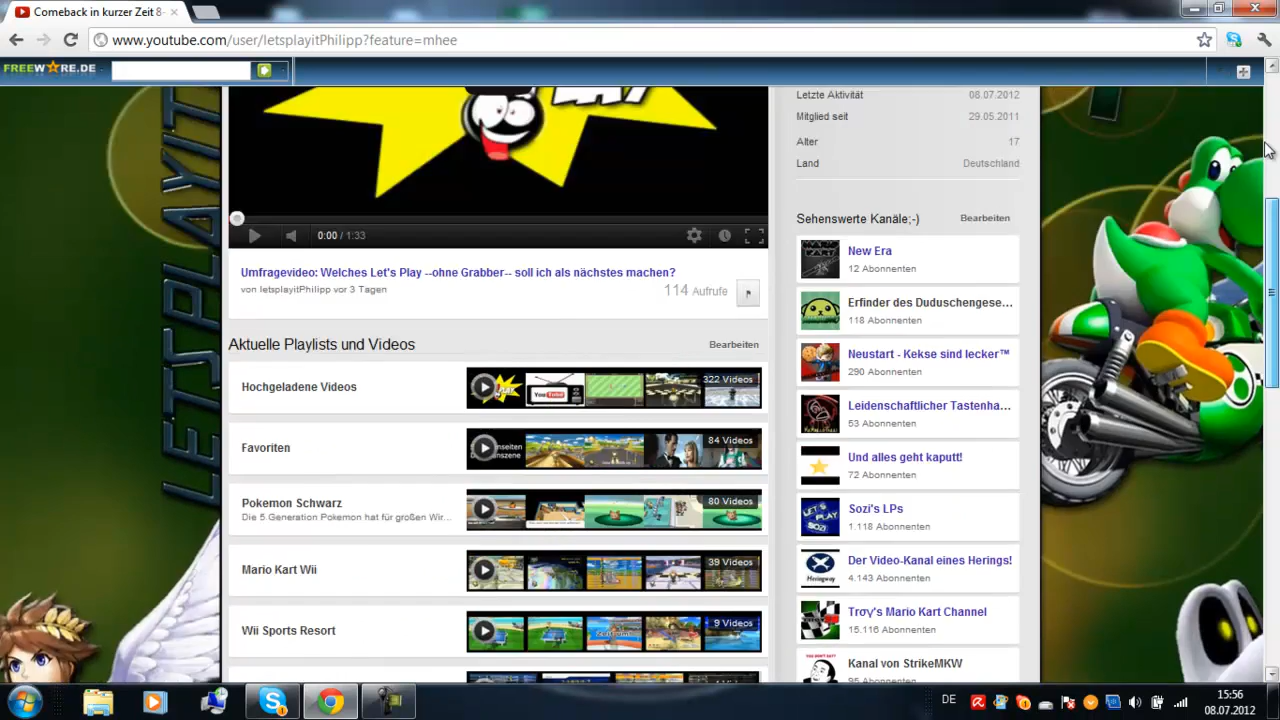 Comeback in kurzer Zeit 8-
www.youtube.com/user/letsplayitPhilipp?feature=mhee
FREEW RE.DE
LETSPLAYIT
Letzte Aktivität 08.07.2012
Mitglied seit 29.05.2011
Alter 17
Land Deutschland
0:00 / 1:33
Umfragevideo: Welches Let's Play --ohne Grabber-- soll ich als nächstes machen?
von letsplayitPhilipp vor 3 Tagen
114 Aufrufe
Aktuelle Playlists und Videos Bearbeiten
Hochgeladene Videos 322 Videos
Favoriten 84 Videos
Pokemon Schwarz 80 Videos
Die 5.Generation Pokemon hat für großen Wir...
Mario Kart Wii 39 Videos
Wii Sports Resort 9 Videos
Sehenswerte Kanäle;-) Bearbeiten
New Era
12 Abonnenten
Erfinder des Duduschengese...
118 Abonnenten
Neustart - Kekse sind lecker™
290 Abonnenten
Leidenschaftlicher Tastenha...
53 Abonnenten
Und alles geht kaputt!
72 Abonnenten
Sozi's LPs
1.118 Abonnenten
Der Video-Kanal eines Herings!
4.143 Abonnenten
Troy's Mario Kart Channel
15.116 Abonnenten
Kanal von StrikeMKW
DE
15:56
08.07.2012